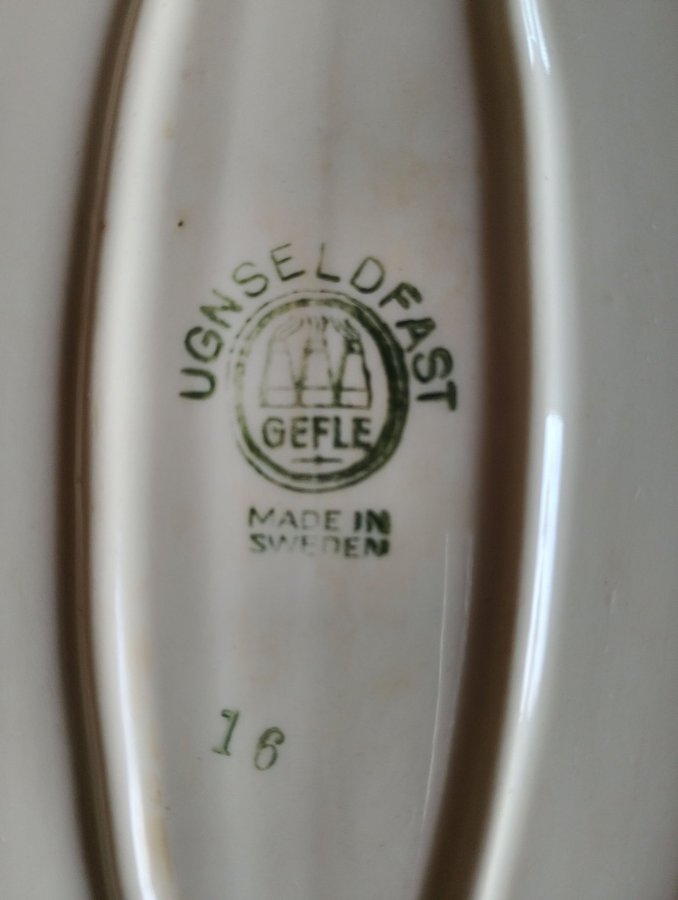 UGNSELDFAST
GEFLE
MADE IN
SWEDEN
16